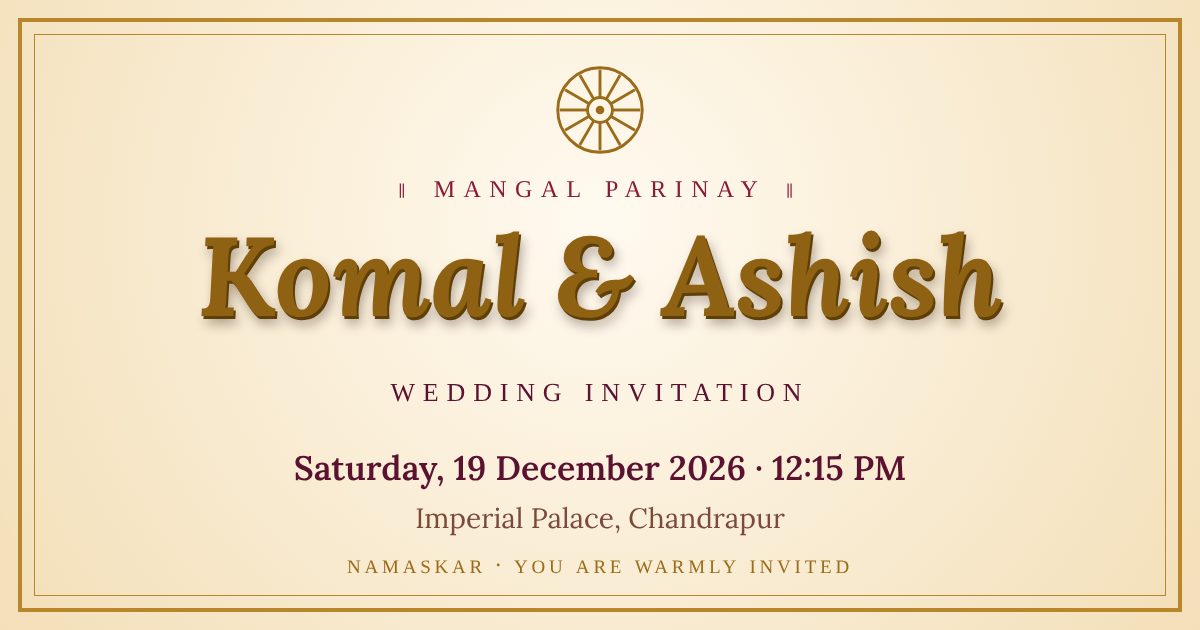 ॥ MANGAL PARINAY ॥
Komal & Ashish
WEDDING INVITATION
Saturday, 19 December 2026 · 12:15 PM
Imperial Palace, Chandrapur
NAMASKAR · YOU ARE WARMLY INVITED